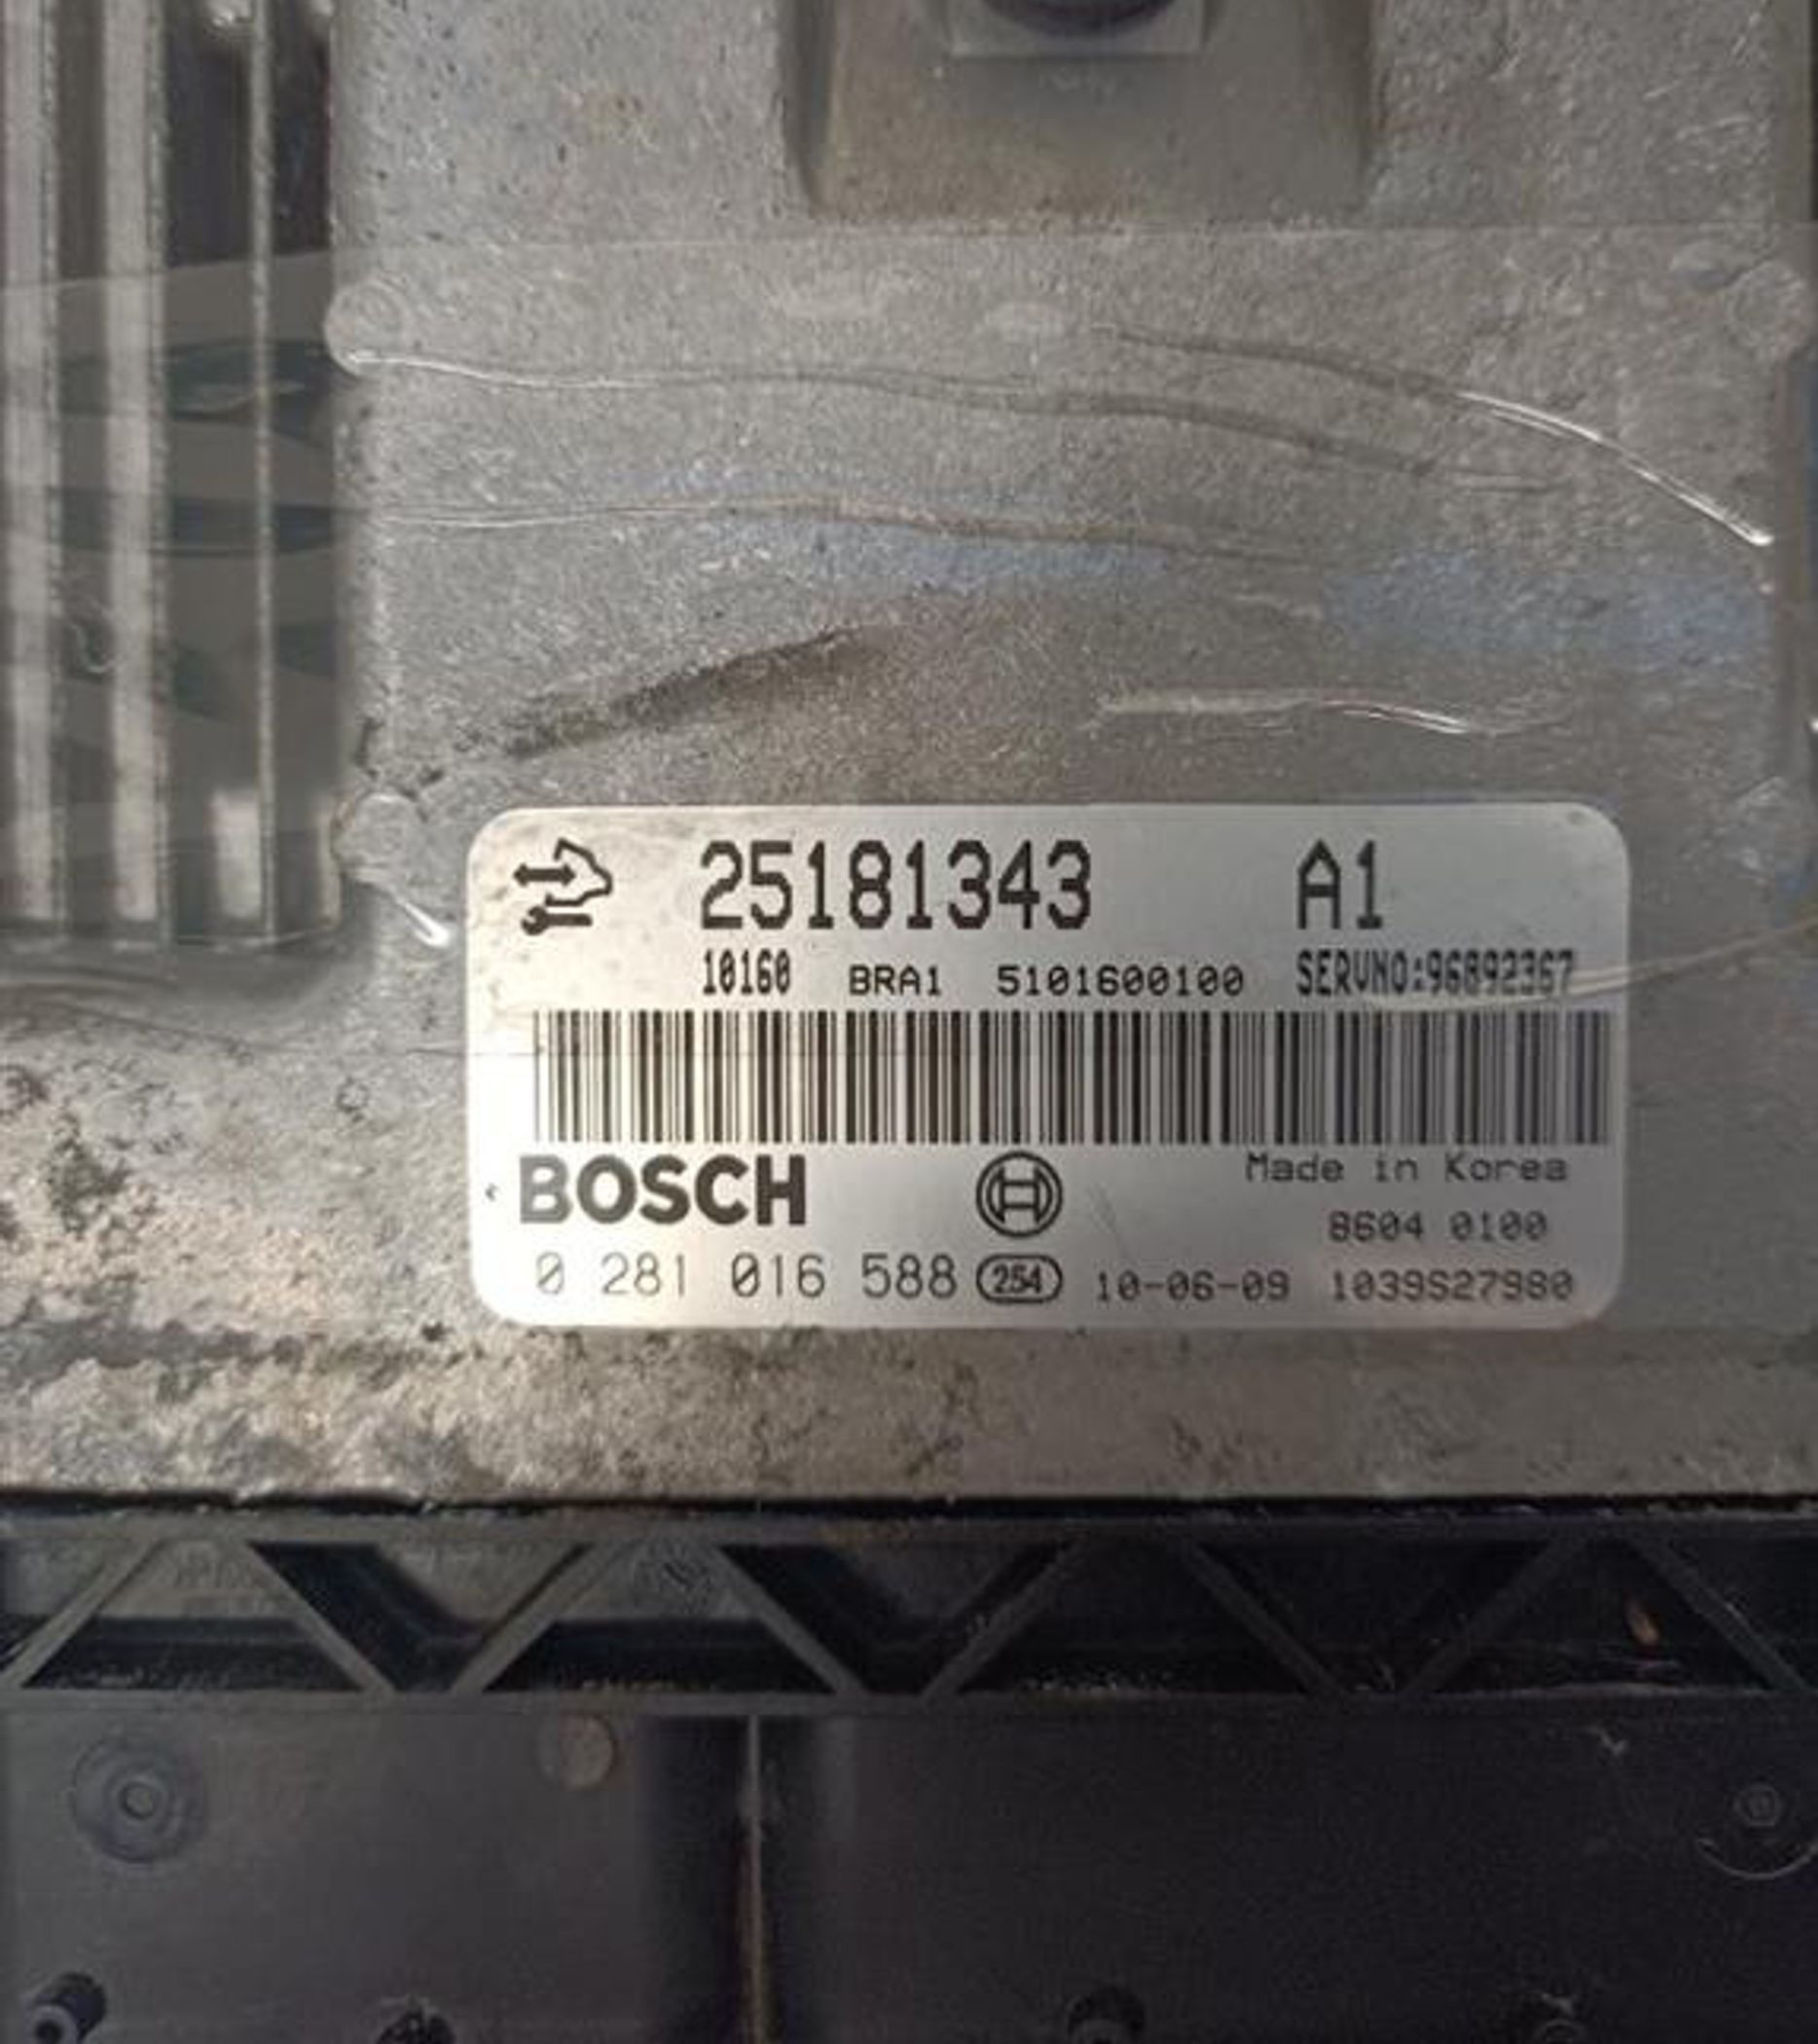 25181343 A1
10160 BRA1 5101600100 SERVNO:96892367
BOSCH
Made in Korea
8604 0100
0 281 016 588 254 10-06-09 1039S27980